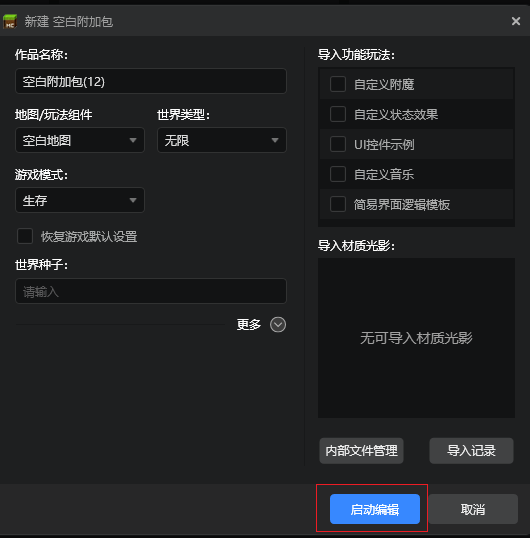 新建 空白附加包
作品名称:
空白附加包(12)
地图/玩法组件
世界类型:
空白地图
无限
游戏模式:
生存
恢复游戏默认设置
世界种子:
请输入
更多
导入功能玩法:
自定义附魔
自定义状态效果
UI控件示例
自定义音乐
简易界面逻辑模板
导入材质光影:
无可导入材质光影
内部文件管理
导入记录
启动编辑
取消